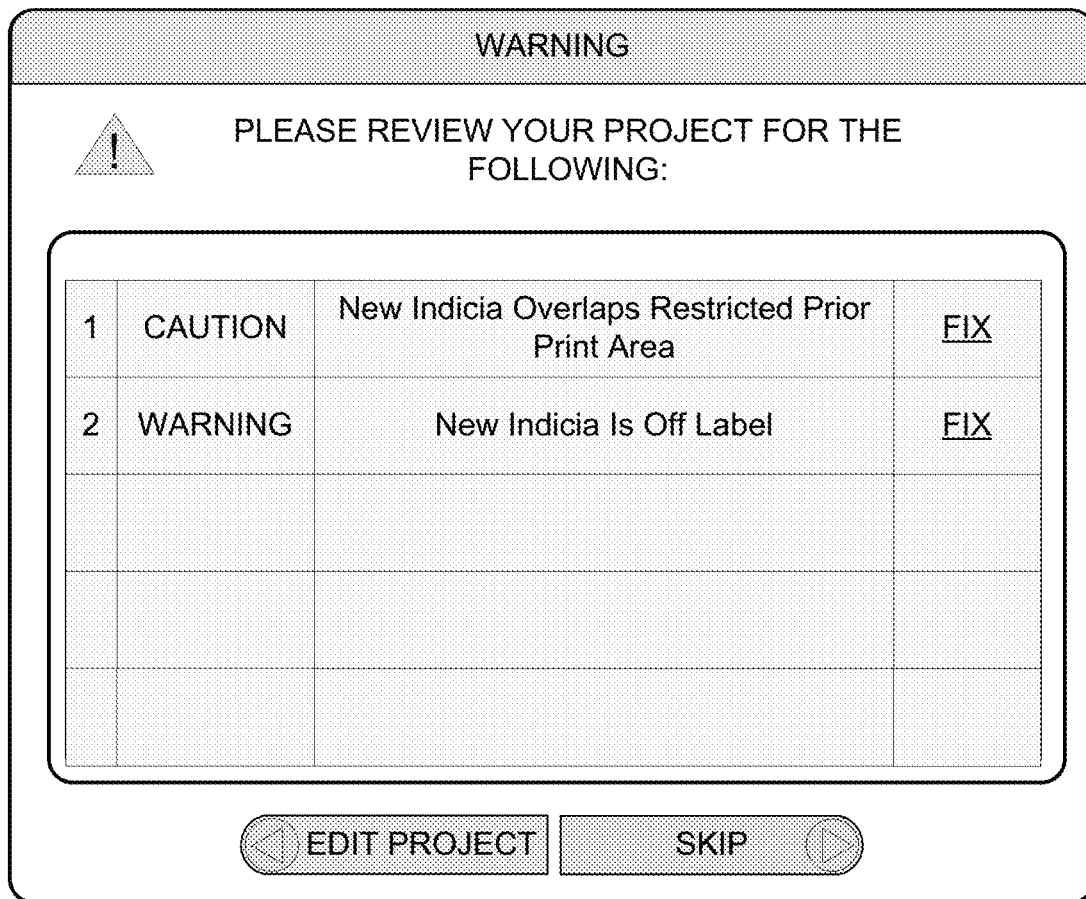 WARNING
!
PLEASE REVIEW YOUR PROJECT FOR THE
FOLLOWING:
1 CAUTION New Indicia Overlaps Restricted Prior
Print Area FIX
2 WARNING New Indicia Is Off Label FIX
EDIT PROJECT SKIP